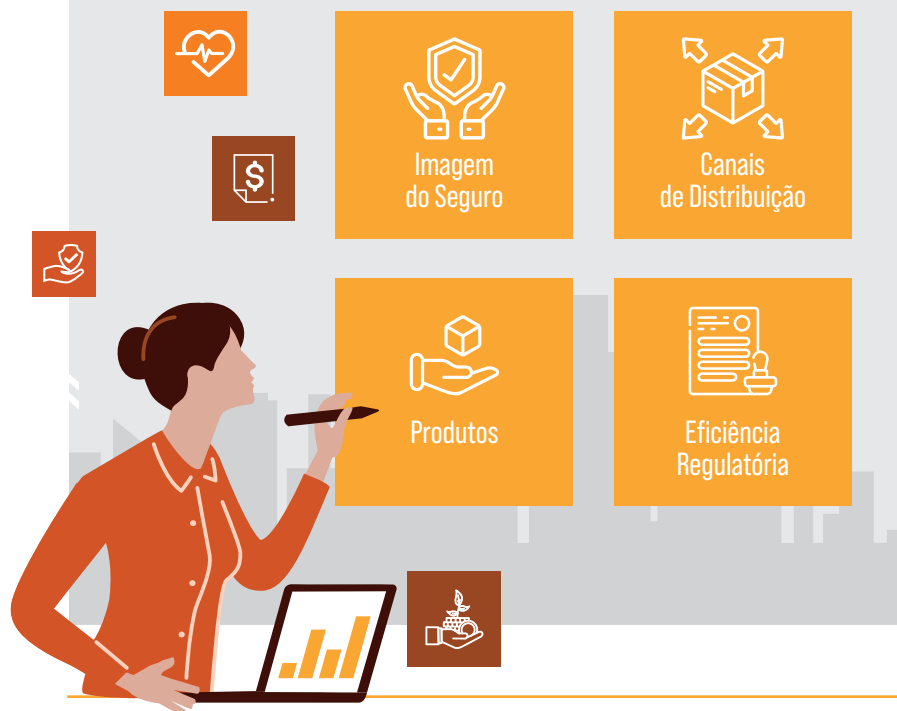 Imagem
do Seguro
Canais
de Distribuição
$
Produtos
Eficiência
Regulatória